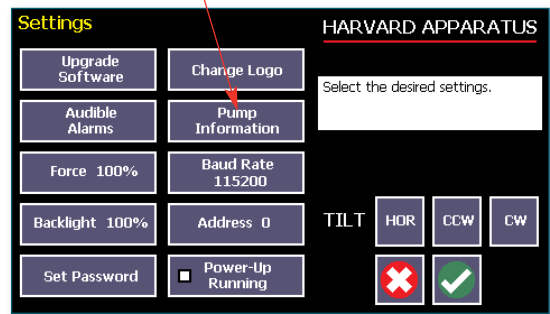 Settings
HARVARD APPARATUS
Upgrade
Software
Change Logo
Select the desired settings.
Audible
Alarms
Pump
Information
Force 100%
Baud Rate
115200
Backlight 100%
Address 0
TILT
HOR
CCW
CW
Set Password
Power-Up
Running